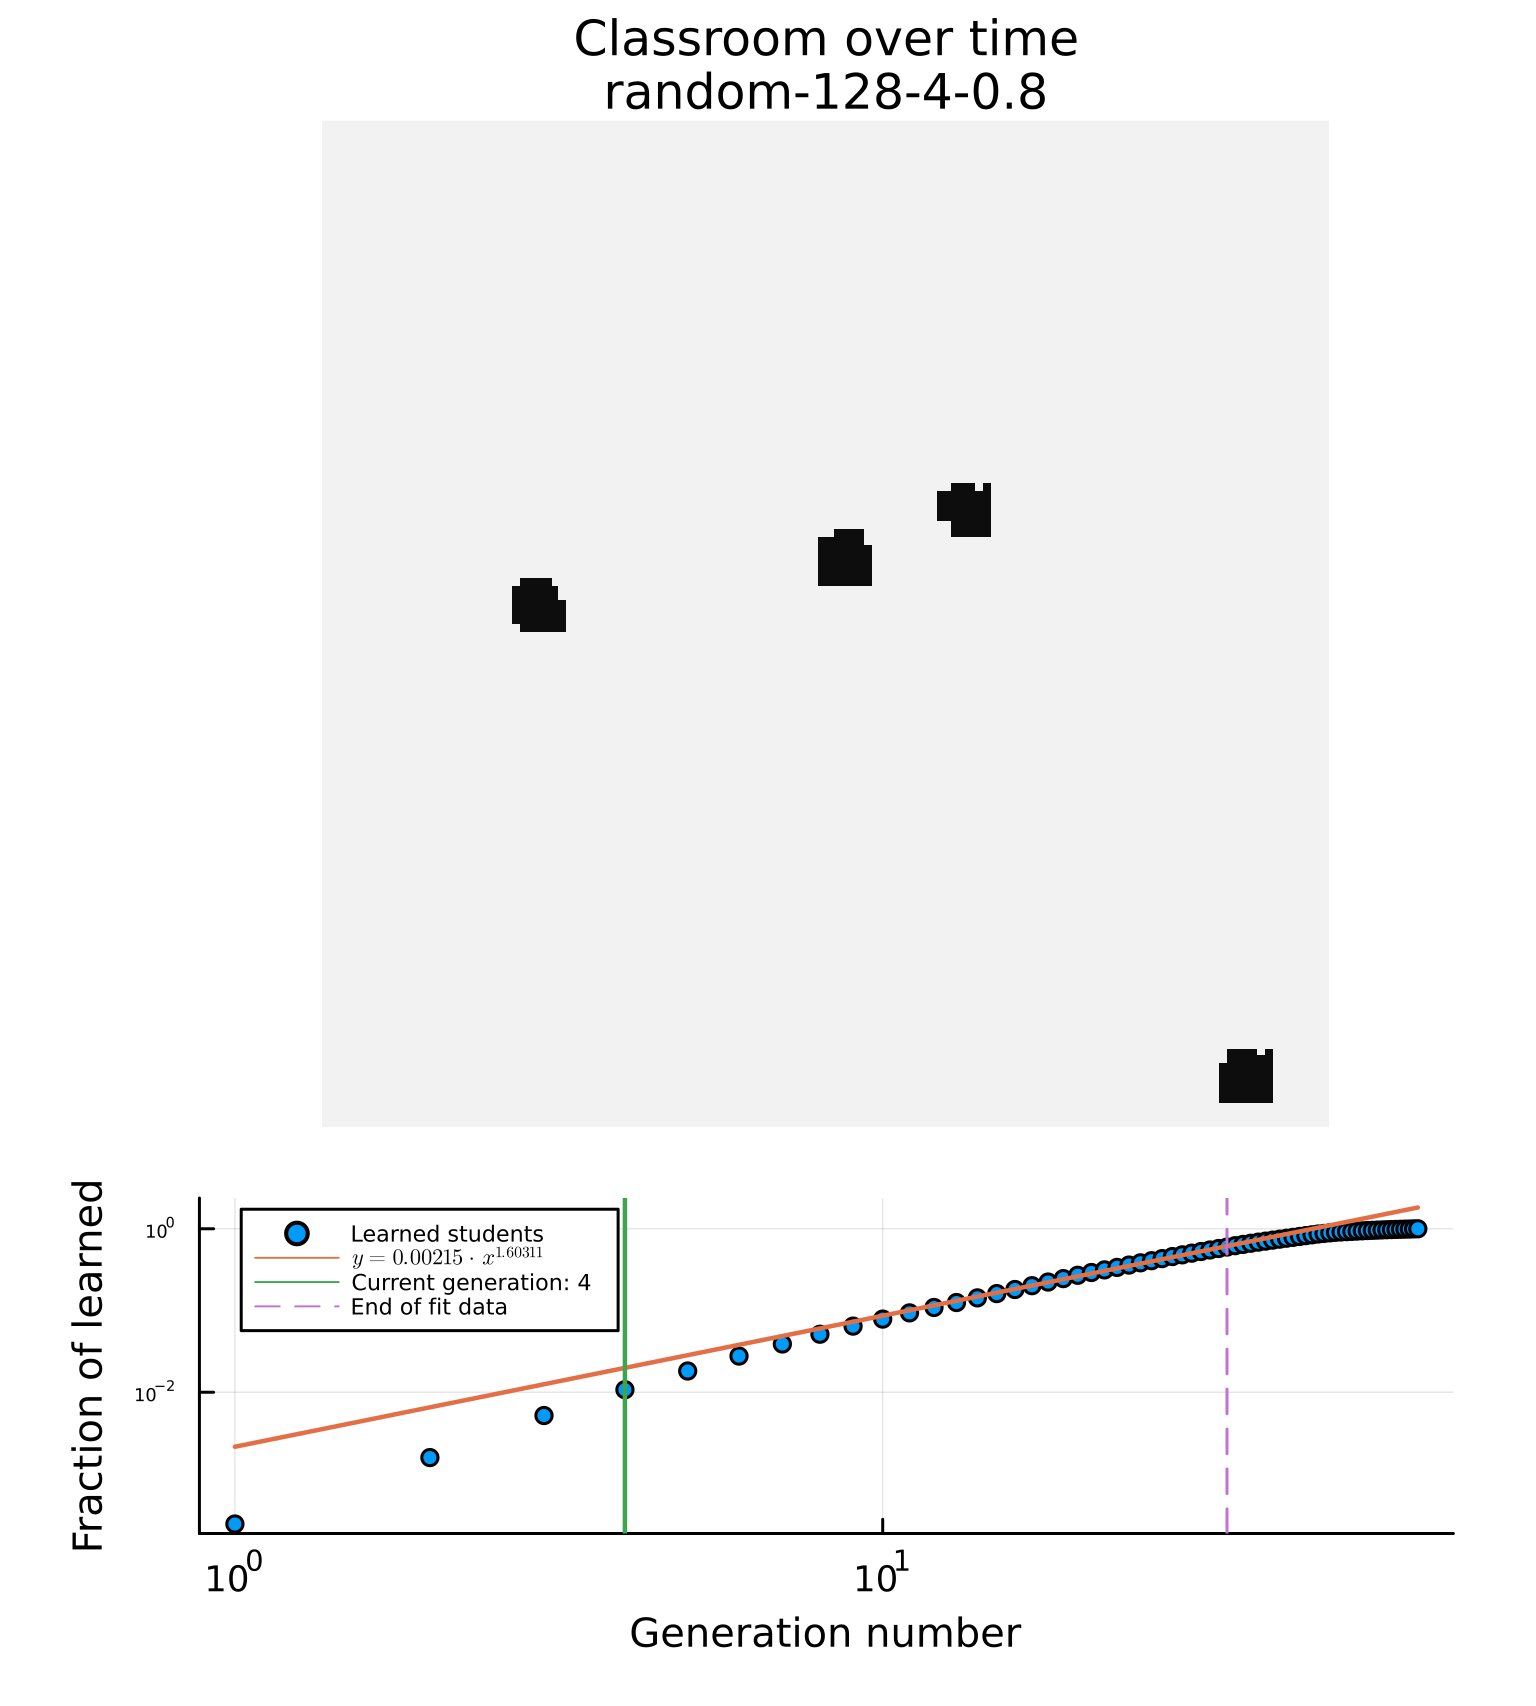 Classroom over time
random-128-4-0.8
Fraction of learned
10^0
10^−2
Learned students
y = 0.00215 · x^1.60311
Current generation: 4
End of fit data
10^0
10^1
Generation number